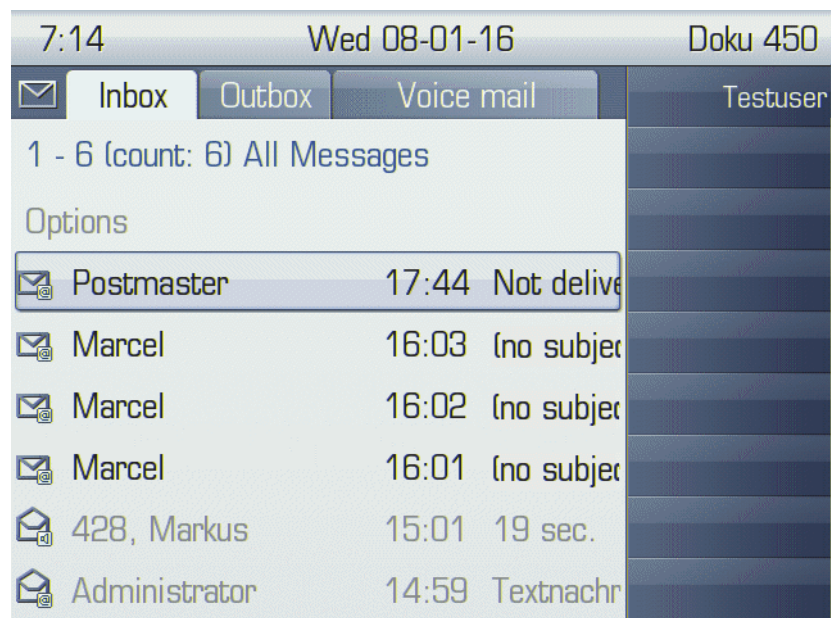 7:14 Wed 08-01-16 Doku 450
Inbox Outbox Voice mail Testuser
1 - 6 (count: 6) All Messages
Options
Postmaster 17:44 Not delive
Marcel 16:03 (no subjec
Marcel 16:02 (no subjec
Marcel 16:01 (no subjec
428, Markus 15:01 19 sec.
Administrator 14:59 Textnachr